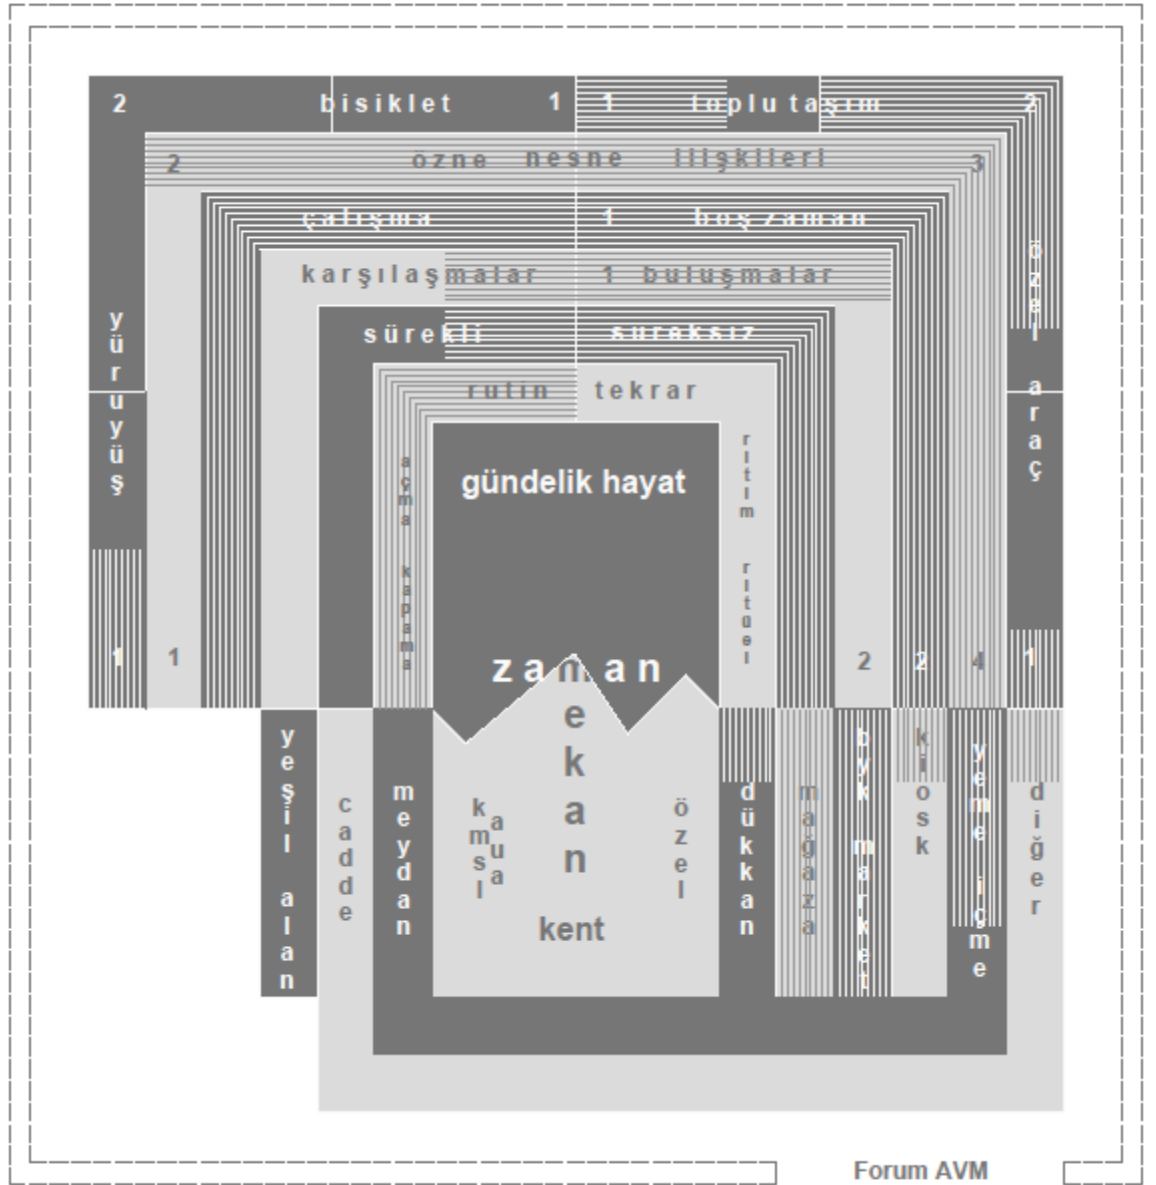 2 bisiklet 1 1 toplu taşım 2
2 özne nesne ilişkileri 3
çalışma 1 boş zaman
karşılaşmalar 1 buluşmalar
sürekli süreksiz
rutin tekrar
yürüyüş
özel araç
açma kapama
gündelik hayat
ritim ritüel
zaman
1 1 2 2 4 1
mekan
yeşil alan
cadde
meydan
kamusal
kamusal
özel
kent
dükkan
mağaza
byk market
kiosk
yeme içme
diğer
Forum AVM